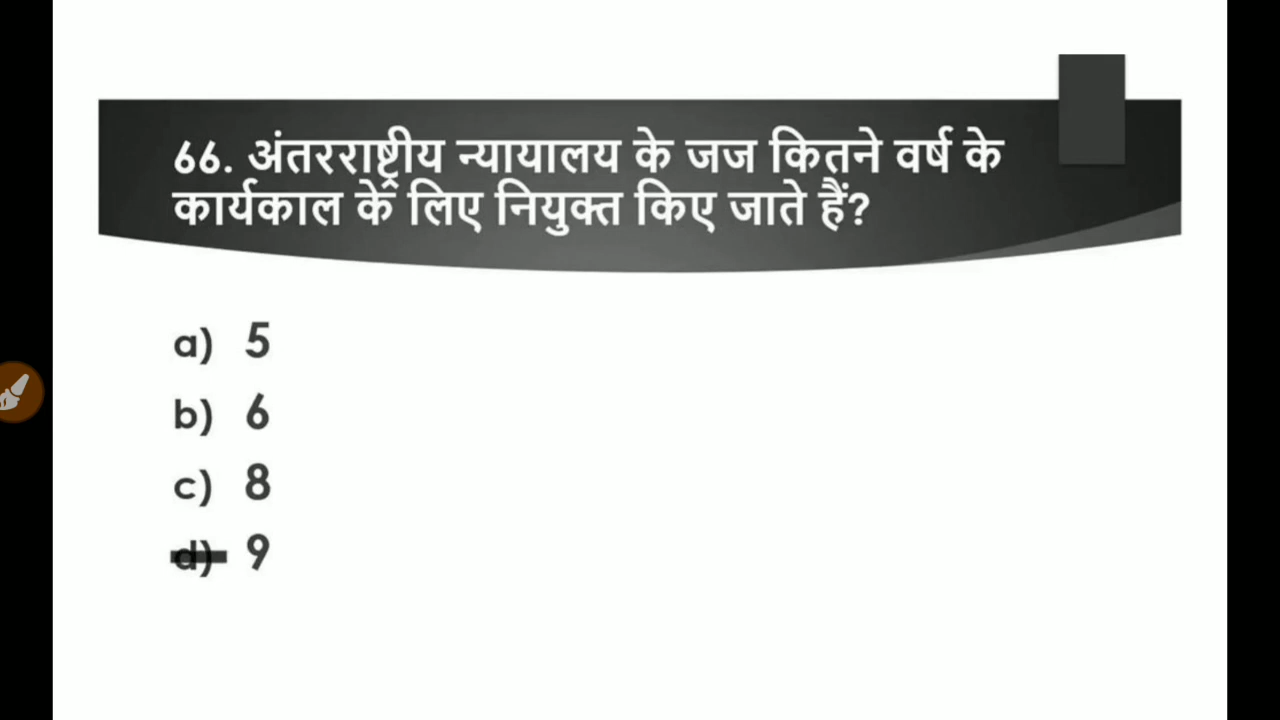 66. अंतरराष्ट्रीय न्यायालय के जज कितने वर्ष के
कार्यकाल के लिए नियुक्त किए जाते हैं?
a) 5
b) 6
c) 8
d) 9